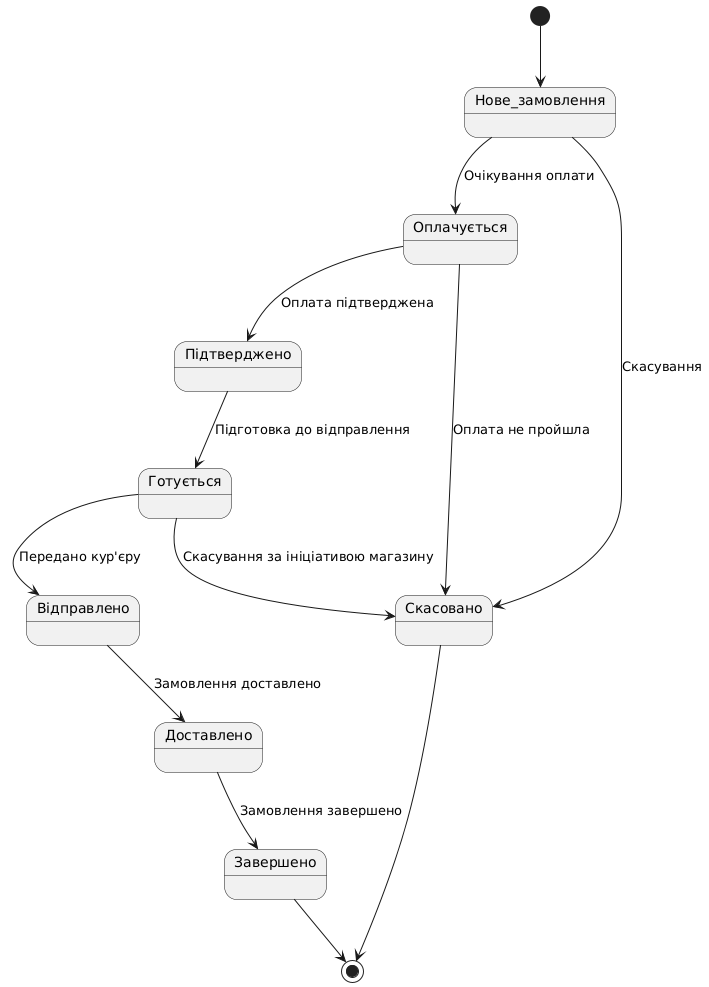 Нове_замовлення
Очікування оплати
Оплачується
Оплата підтверджена
Підтверджено
Скасування
Підготовка до відправлення
Оплата не пройшла
Готується
Передано кур'єру
Скасування за ініціативою магазину
Відправлено
Скасовано
Замовлення доставлено
Доставлено
Замовлення завершено
Завершено